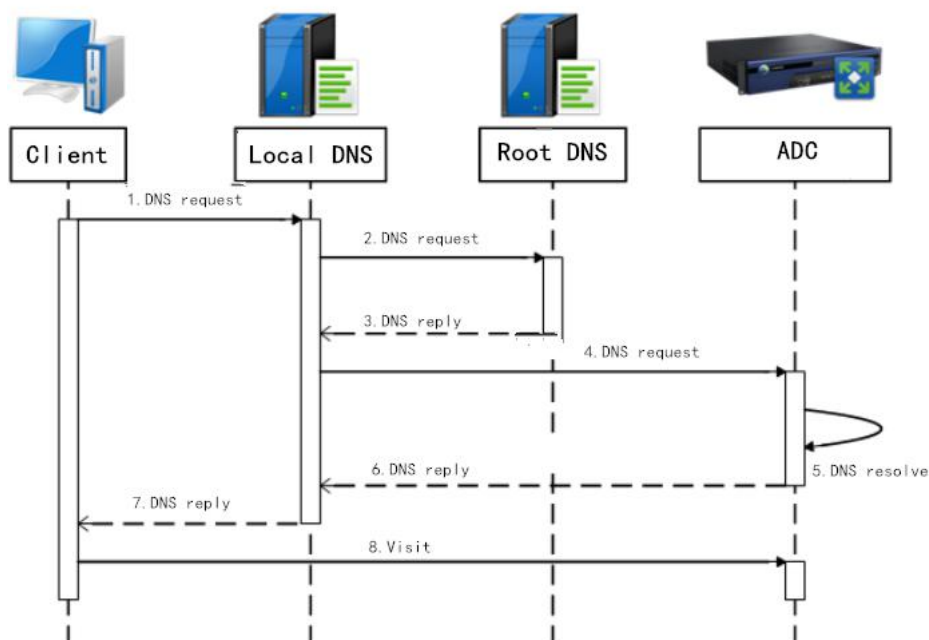 Client
Local DNS
Root DNS
ADC
1.DNS request
2.DNS request
3.DNS reply
4.DNS request
5.DNS resolve
6.DNS reply
7.DNS reply
8.Visit